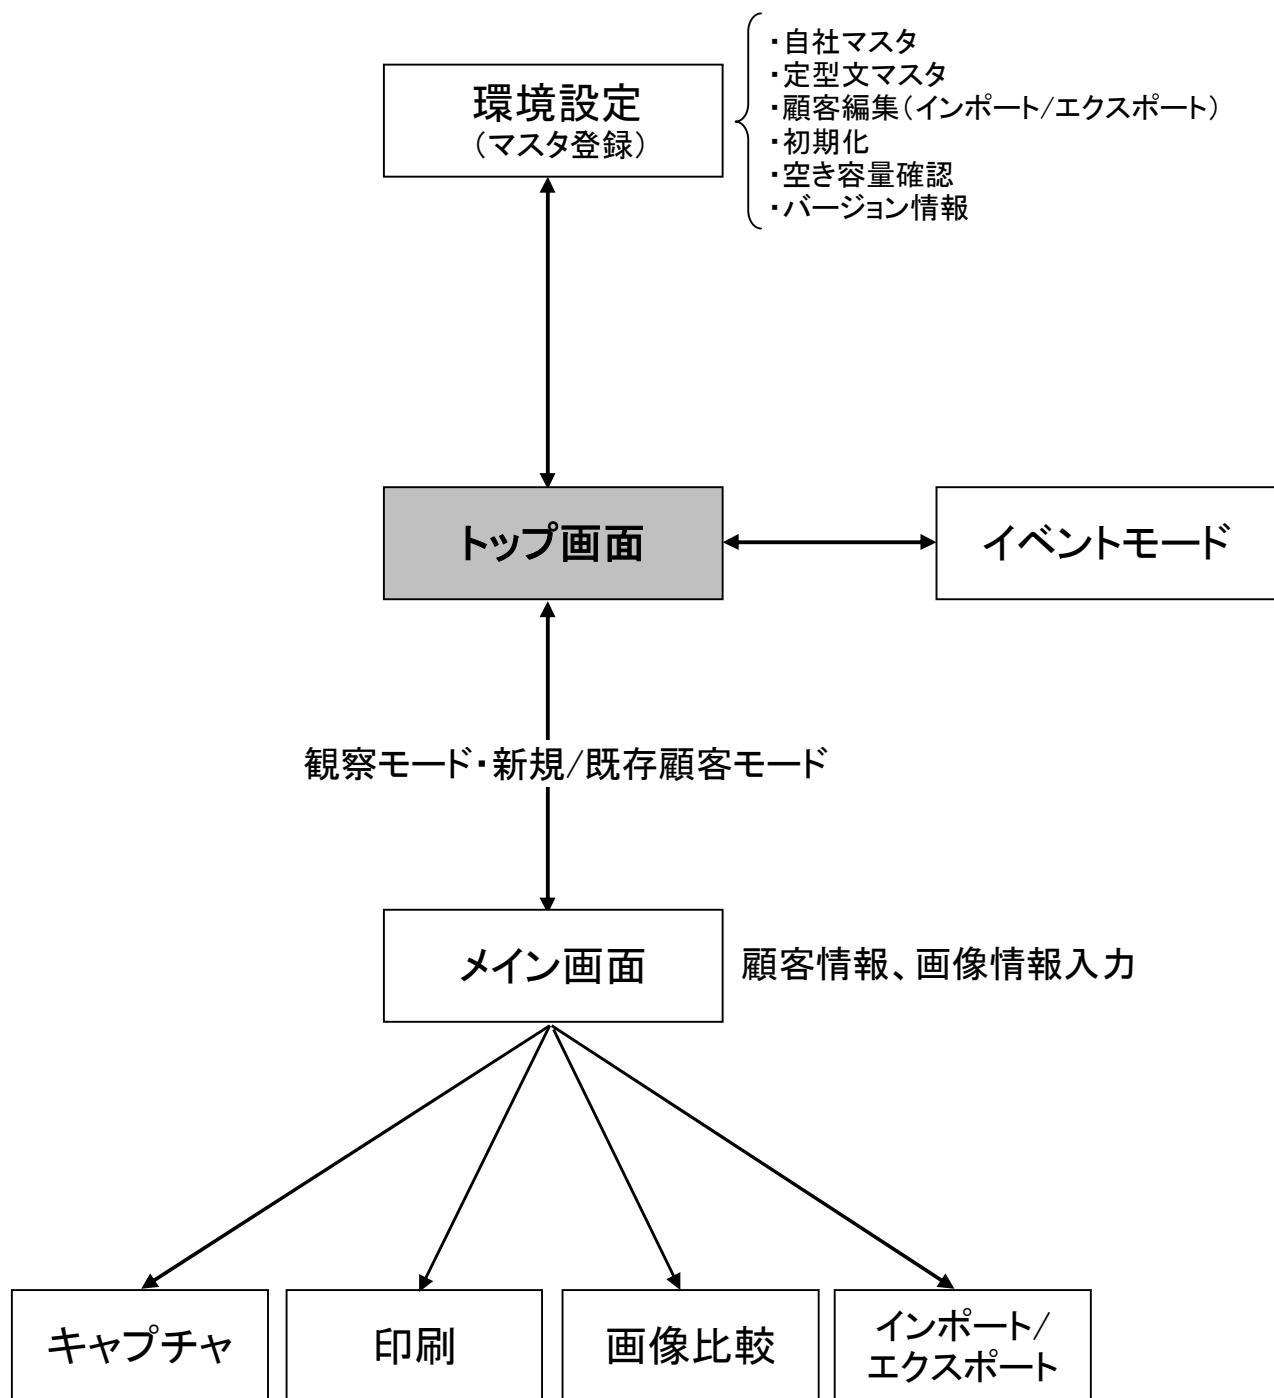 環境設定
（マスタ登録）
・自社マスタ
・定型文マスタ
・顧客編集（インポート/エクスポート）
・初期化
・空き容量確認
・バージョン情報
トップ画面
イベントモード
観察モード・新規/既存顧客モード
メイン画面
顧客情報、画像情報入力
キャプチャ
印刷
画像比較
インポート/
エクスポート